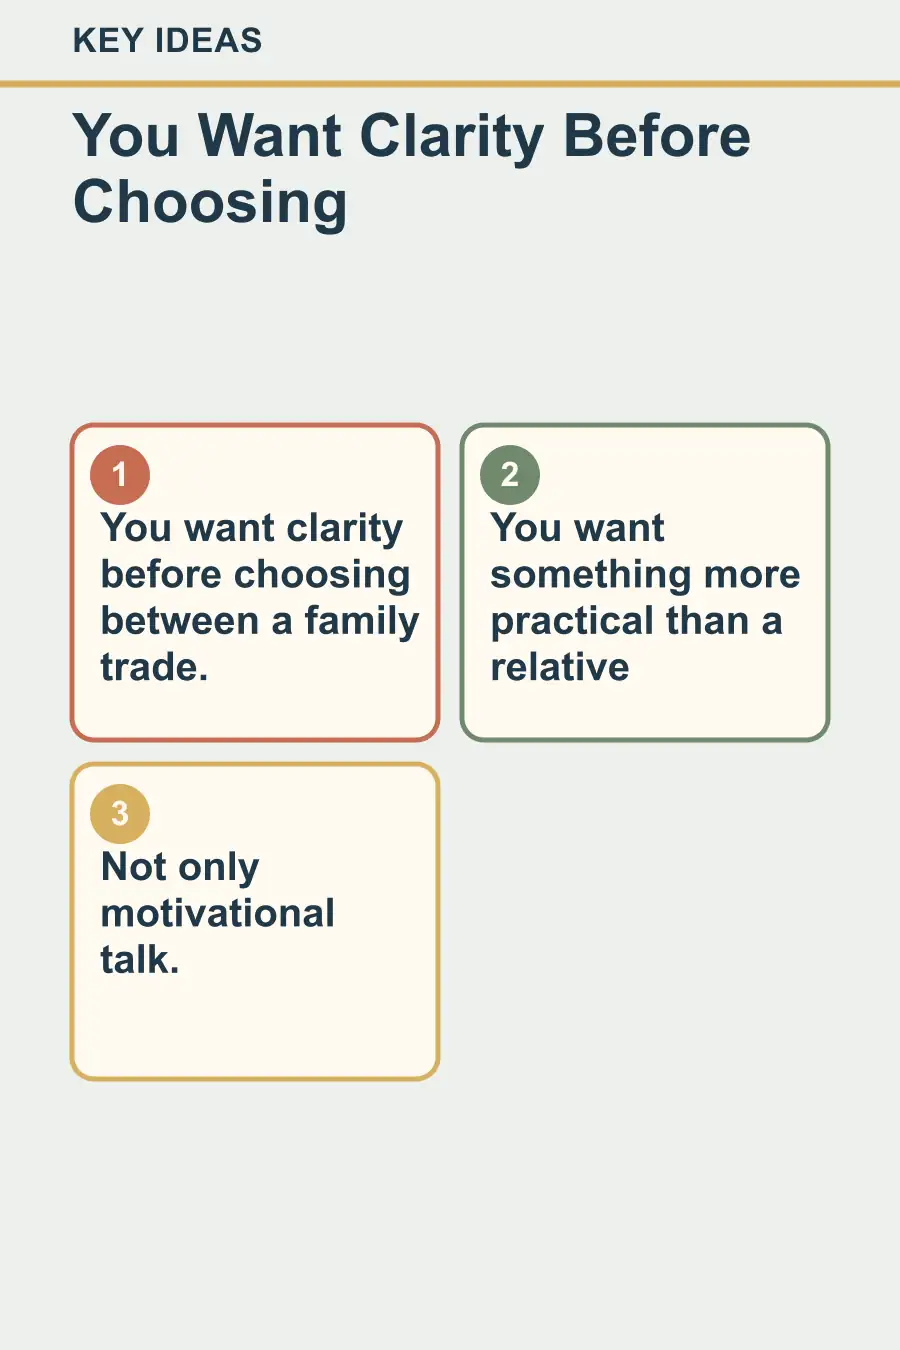 KEY IDEAS
You Want Clarity Before
Choosing
1
You want clarity
before choosing
between a family
trade.
2
You want
something more
practical than a
relative
3
Not only
motivational
talk.